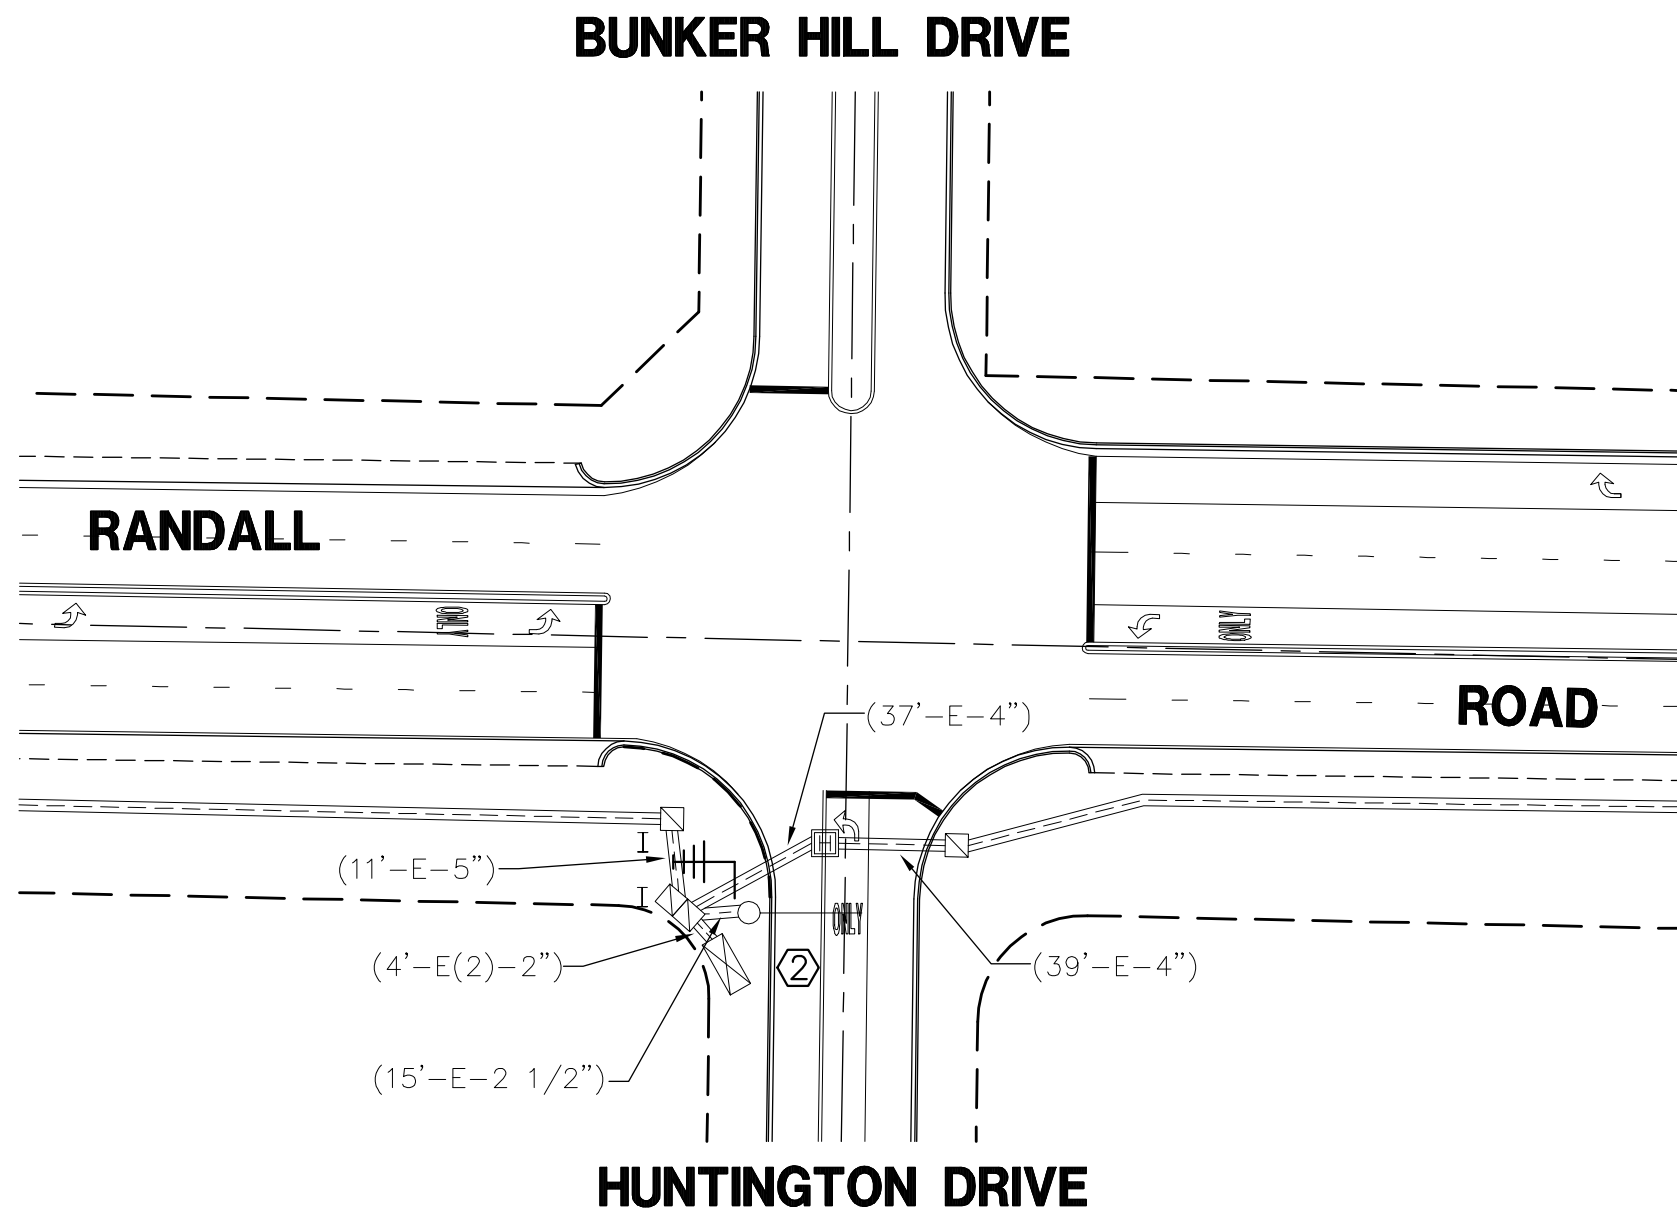 BUNKER HILL DRIVE
RANDALL
ONLY
ONLY
ROAD
(37'-E-4")
H
(11'-E-5")
ONLY
(4'-E(2)-2")
2
(39'-E-4")
(15'-E-2 1/2")
HUNTINGTON DRIVE